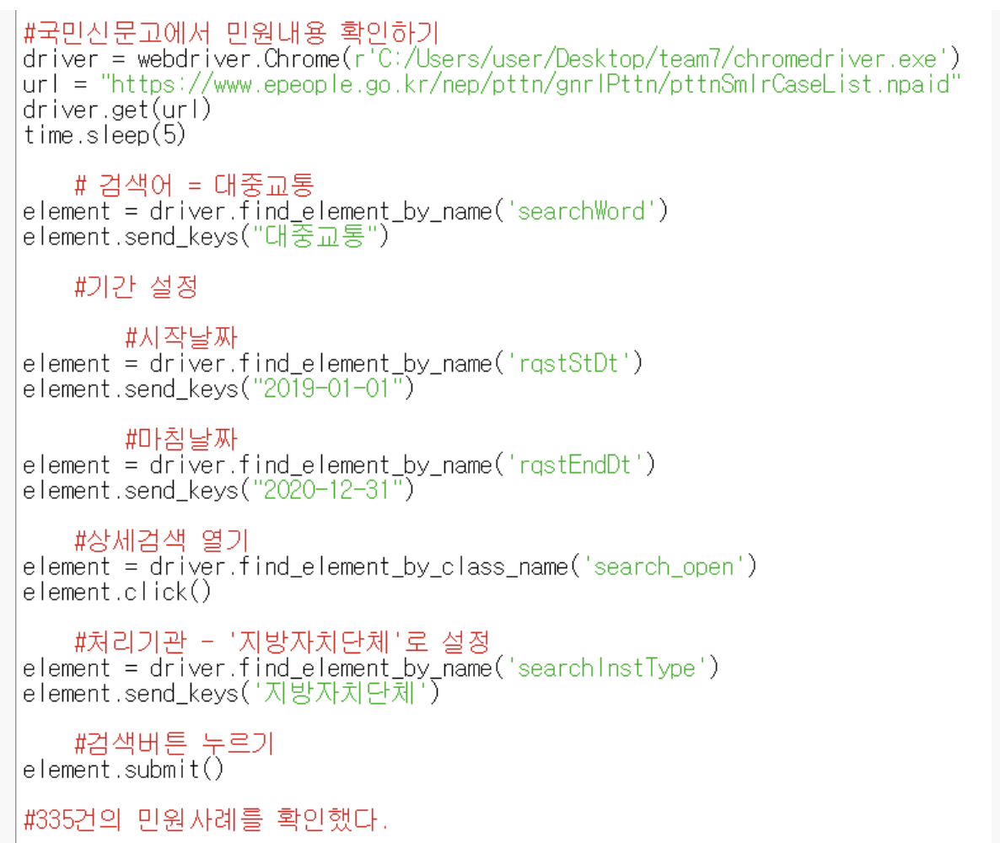 #국민신문고에서 민원내용 확인하기
driver = webdriver.Chrome(r'C:/Users/user/Desktop/team7/chromedriver.exe')
url = "https://www.epeople.go.kr/nep/pttn/gnrlPttn/pttnSmlrCaseList.npaid"
driver.get(url)
time.sleep(5)
# 검색어 = 대중교통
element = driver.find_element_by_name('searchWord')
element.send_keys("대중교통")
#기간 설정
#시작날짜
element = driver.find_element_by_name('rqstStDt')
element.send_keys("2019-01-01")
#마침날짜
element = driver.find_element_by_name('rqstEndDt')
element.send_keys("2020-12-31")
#상세검색 열기
element = driver.find_element_by_class_name('search_open')
element.click()
#처리기관 - '지방자치단체'로 설정
element = driver.find_element_by_name('searchInstType')
element.send_keys('지방자치단체')
#검색버튼 누르기
element.submit()
#335건의 민원사례를 확인했다.